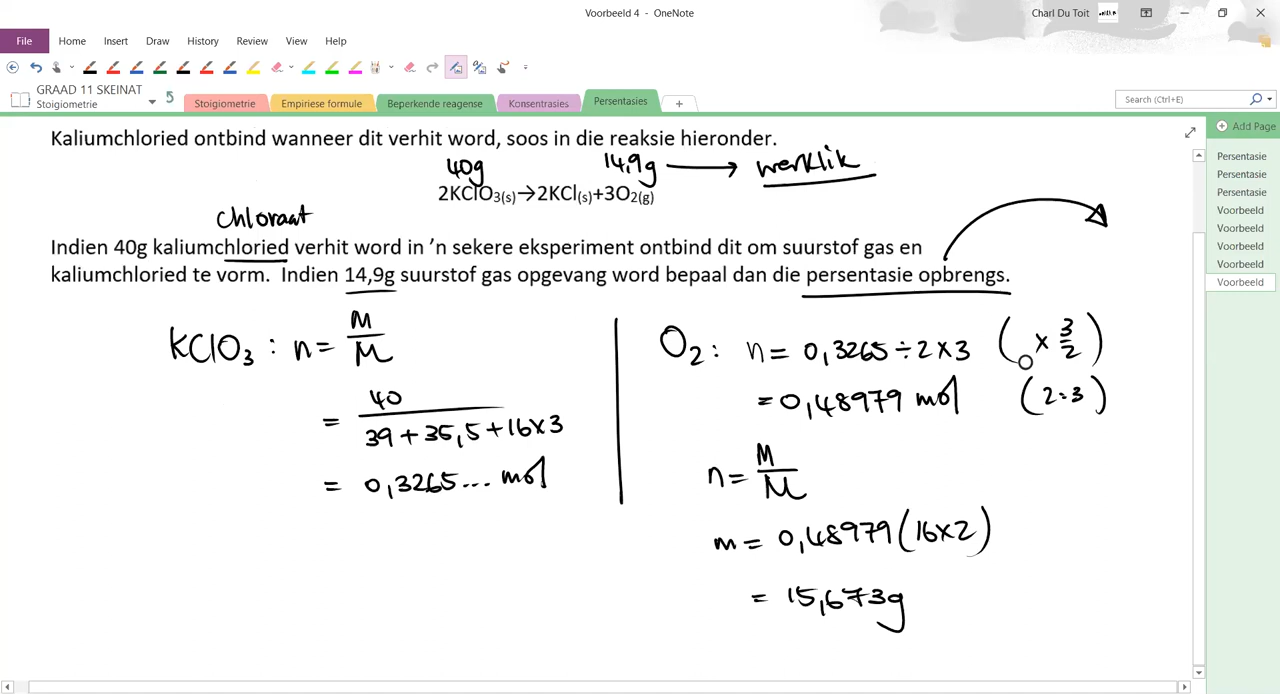 Voorbeeld 4 - OneNote
Charl Du Toit
File Home Insert Draw History Review View Help
GRAAD 11 SKEINAT
Stoigiometrie
Stoigiometrie Empiriese formule Beperkende reagense Konsentrasies Persentasies +
Search (Ctrl+E)
Add Page
Persentasie
Persentasie
Persentasie
Voorbeeld
Voorbeeld
Voorbeeld
Voorbeeld
Voorbeeld
Kaliumchloried ontbind wanneer dit verhit word, soos in die reaksie hieronder.
40g 14,9g → werklik
2KClO3(s)→2KCl(s)+3O2(g)
chloraat
Indien 40g kaliumchloried verhit word in ’n sekere eksperiment ontbind dit om suurstof gas en
kaliumchloried te vorm. Indien 14,9g suurstof gas opgevang word bepaal dan die persentasie opbrengs.
KClO3 : n = m/M
= 40/(39 + 35,5 + 16 x 3)
= 0,3265... mol
O2 : n = 0,3265 ÷ 2 x 3 ( x 3/2 )
= 0,48979 mol (2:3)
n = m/M
m = 0,48979 (16x2)
= 15,673g